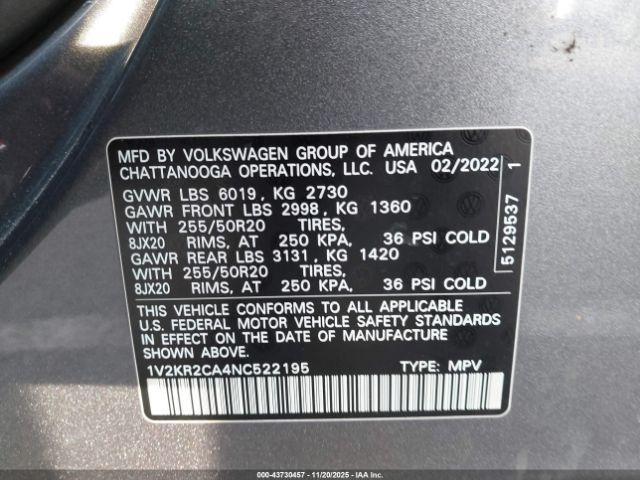 MFD BY VOLKSWAGEN GROUP OF AMERICA
CHATTANOOGA OPERATIONS, LLC. USA 02/2022
GVWR LBS 6019, KG 2730
GAWR FRONT LBS 2998, KG 1360
WITH 255/50R20 TIRES,
8JX20 RIMS, AT 250 KPA, 36 PSI COLD
GAWR REAR LBS 3131, KG 1420
WITH 255/50R20 TIRES,
8JX20 RIMS, AT 250 KPA, 36 PSI COLD
THIS VEHICLE CONFORMS TO ALL APPLICABLE
U.S. FEDERAL MOTOR VEHICLE SAFETY STANDARDS
IN EFFECT ON THE DATE OF MANUFACTURE
SHOWN ABOVE.
1V2KR2CA4NC522195 TYPE: MPV
5129537 1
000-43730457 - 11/20/2025 - IAAI.COM